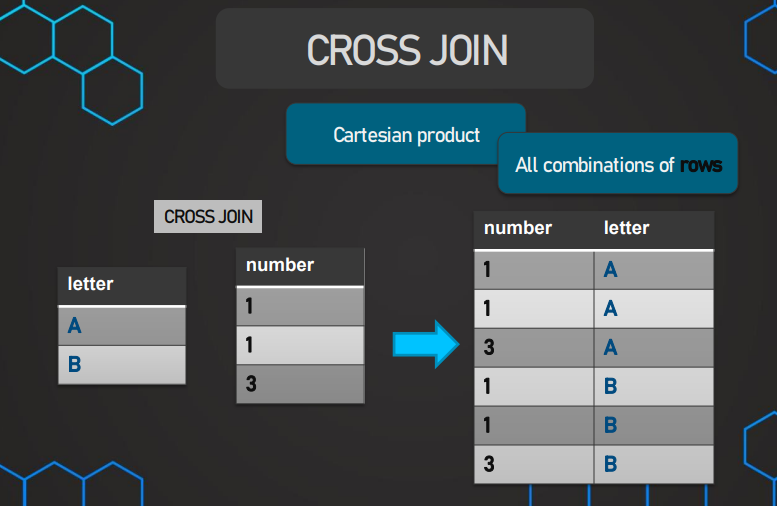 CROSS JOIN
Cartesian product
All combinations of rows
CROSS JOIN
letter
A
B
number
1
1
3
number letter
1 A
1 A
3 A
1 B
1 B
3 B